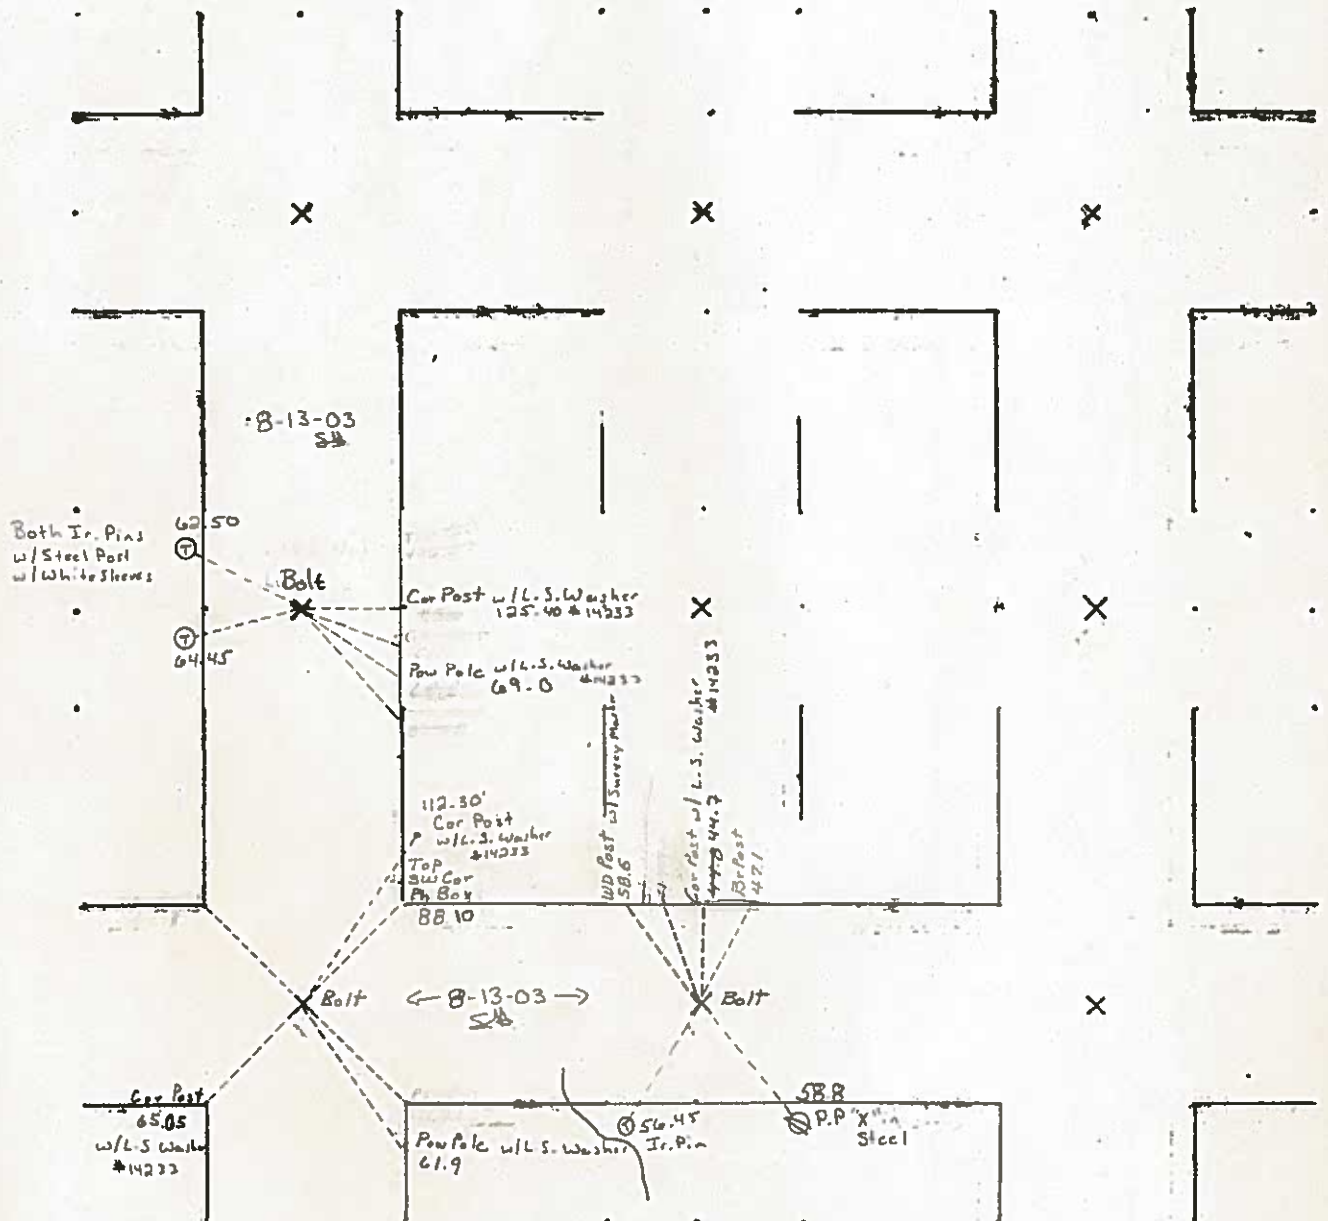 8-13-03
62.50
Both Ir. Pins
w/Steel Post
w/White Sleeves
T
Bolt
Cor Post w/L.S. Washer
125.40 #14233
T
64.45
Pow Pole w/L.S. Washer
69.0 #14233
112.30'
Cor Post
w/L.S. Washer
#14233
Top
SW Cor
Ph Box
88.10
WD Post w/Survey Marker
58.6
Cor Post w/ L.S. Washer #14233
44.7
Br Post
47.1
Bolt
<— 8-13-03 —>
Bolt
Cor Post
65.05
w/L.S Washer
#14233
Pow Pole w/L.S. Washer
61.9
56.45
Ir. Pin
58.8
P.P "X" in
Steel